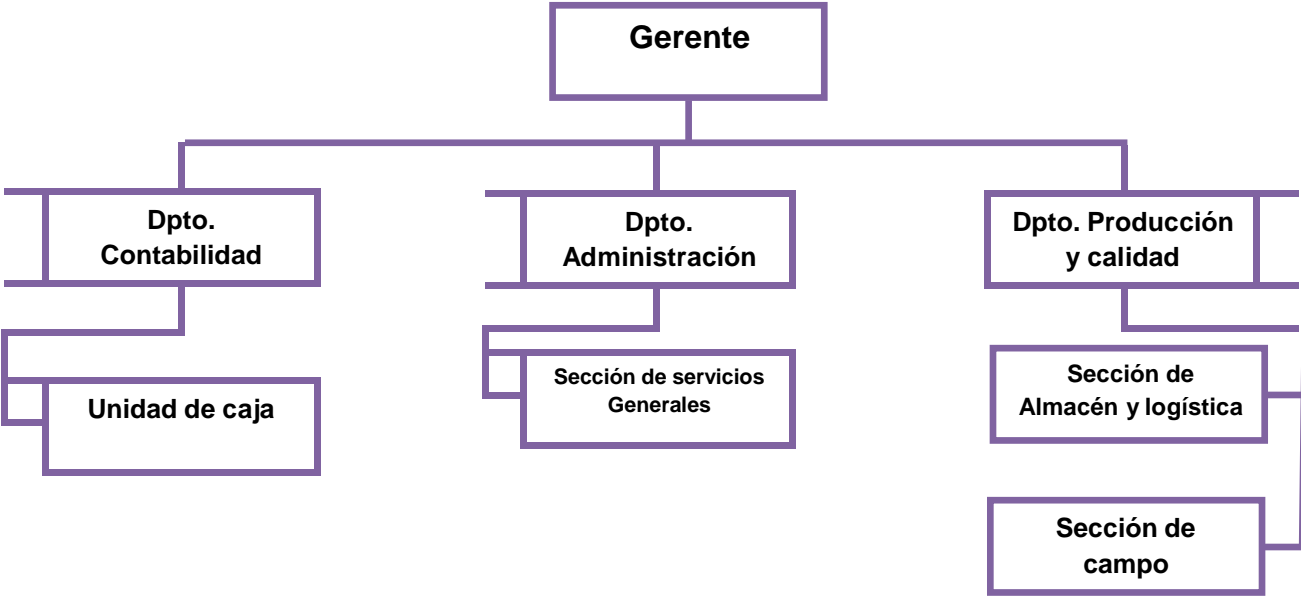 Gerente
Dpto.
Contabilidad
Dpto.
Administración
Dpto. Producción
y calidad
Unidad de caja
Sección de servicios
Generales
Sección de
Almacén y logística
Sección de
campo